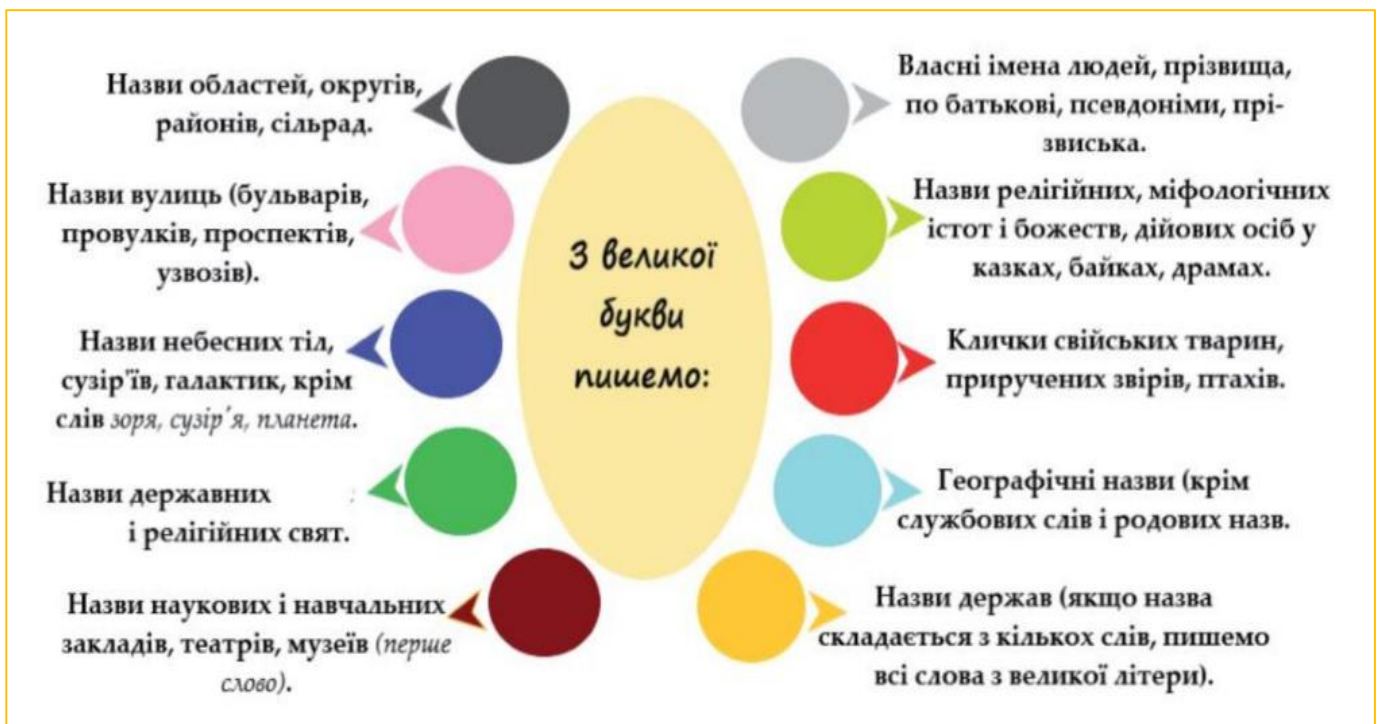 З великої
букви
пишемо:
Назви областей, округів,
районів, сільрад.
Назви вулиць (бульварів,
провулків, проспектів,
узвозів).
Назви небесних тіл,
сузір'їв, галактик, крім
слів зоря, сузір'я, планета.
Назви державних
і релігійних свят.
Назви наукових і навчальних
закладів, театрів, музеїв (перше
слово).
Власні імена людей, прізвища,
по батькові, псевдоніми, прі-
звиська.
Назви релігійних, міфологічних
істот і божеств, дійових осіб у
казках, байках, драмах.
Клички свійських тварин,
приручених звірів, птахів.
Географічні назви (крім
службових слів і родових назв.
Назви держав (якщо назва
складається з кількох слів, пишемо
всі слова з великої літери).